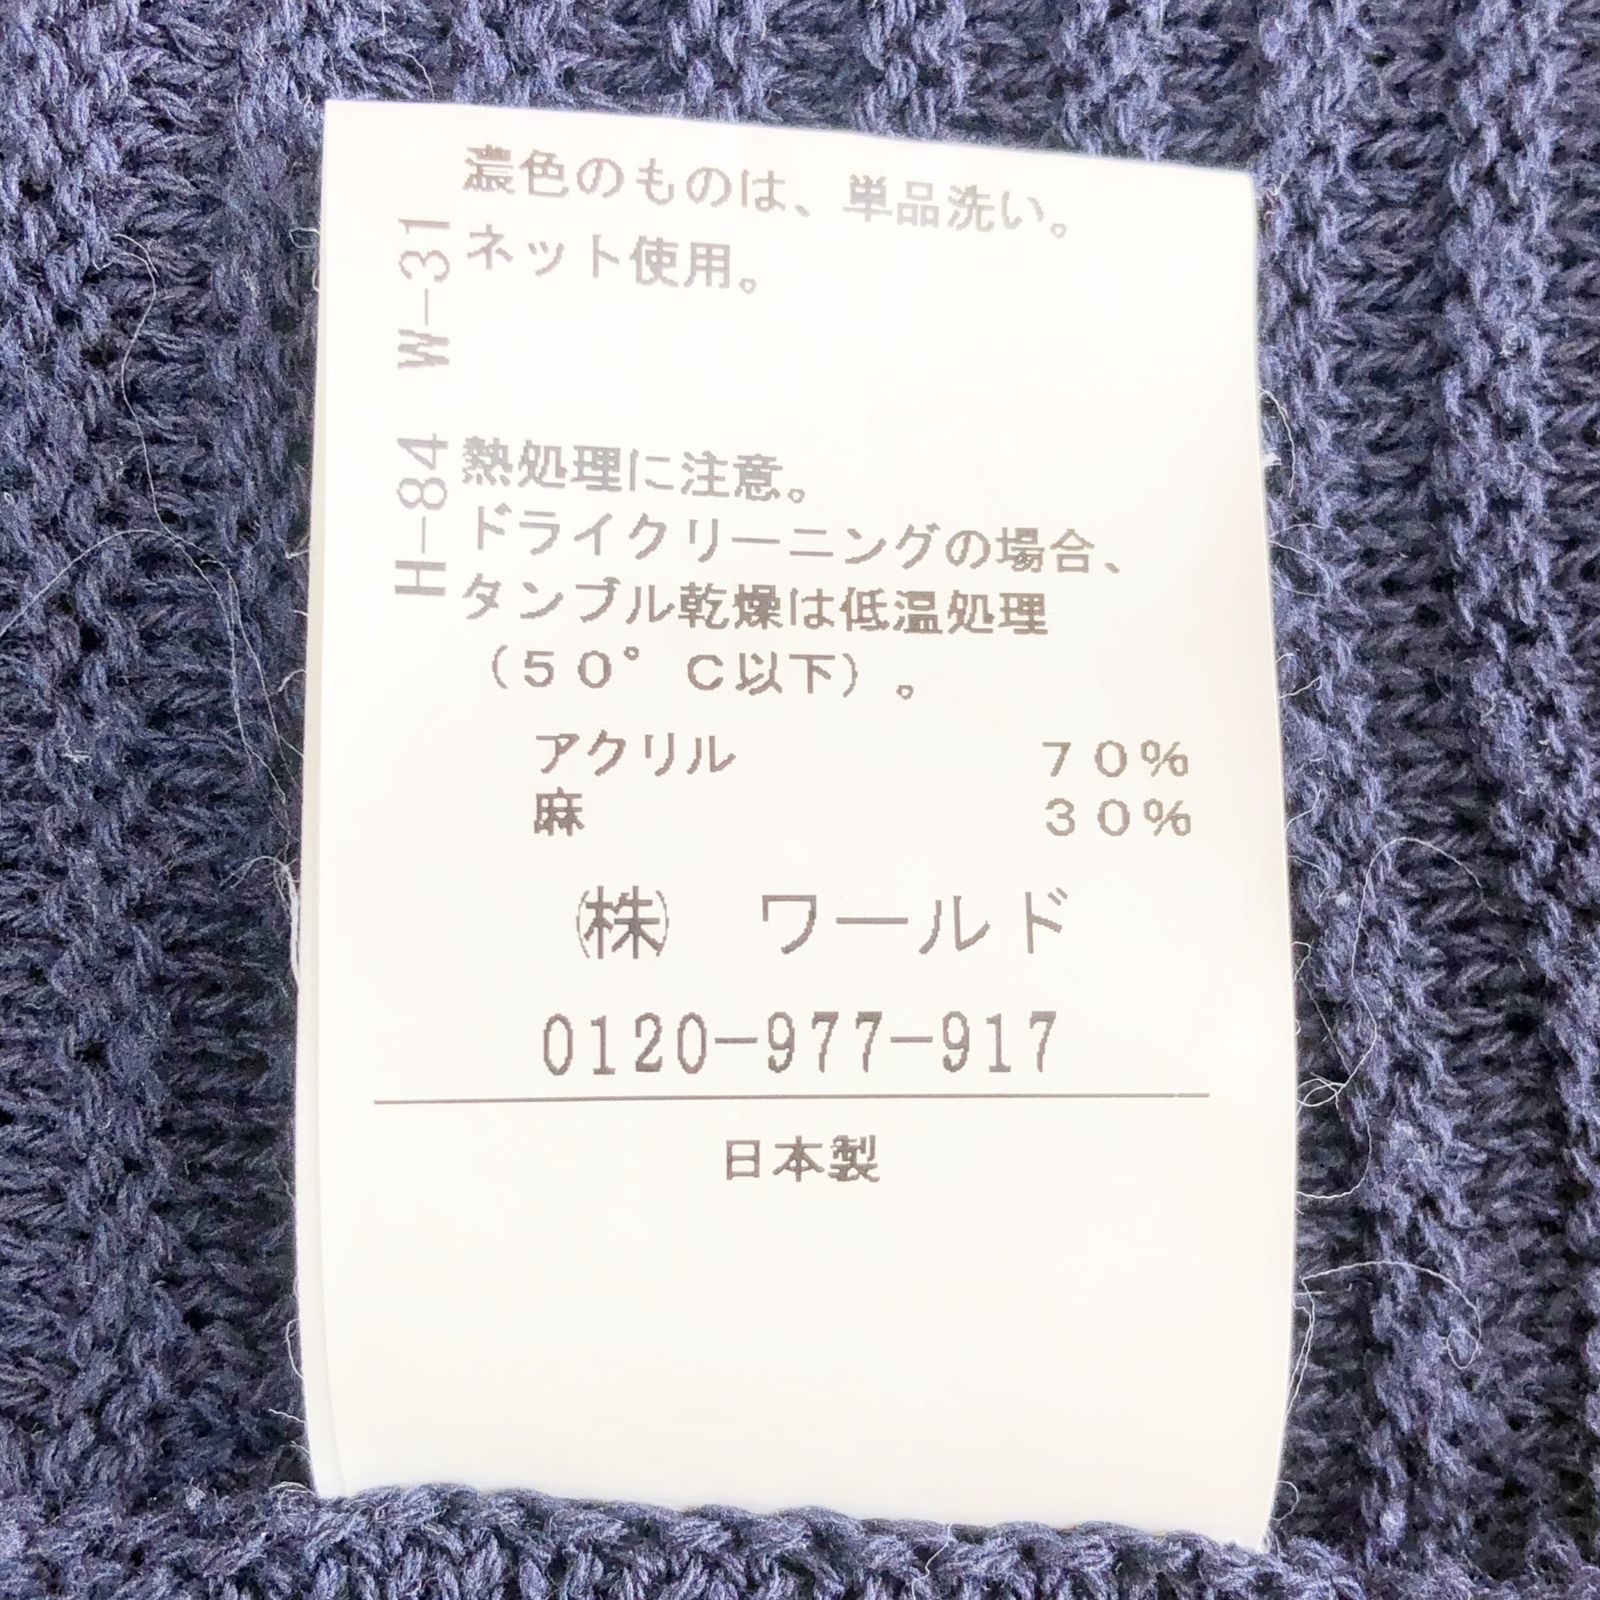 濃色のものは、単品洗い。
ネット使用。
H-84 W-31
熱処理に注意。
ドライクリーニングの場合、
タンブル乾燥は低温処理
（５０°Ｃ以下）。
アクリル ７０％
麻 ３０％
㈱ ワールド
0120-977-917
日本製